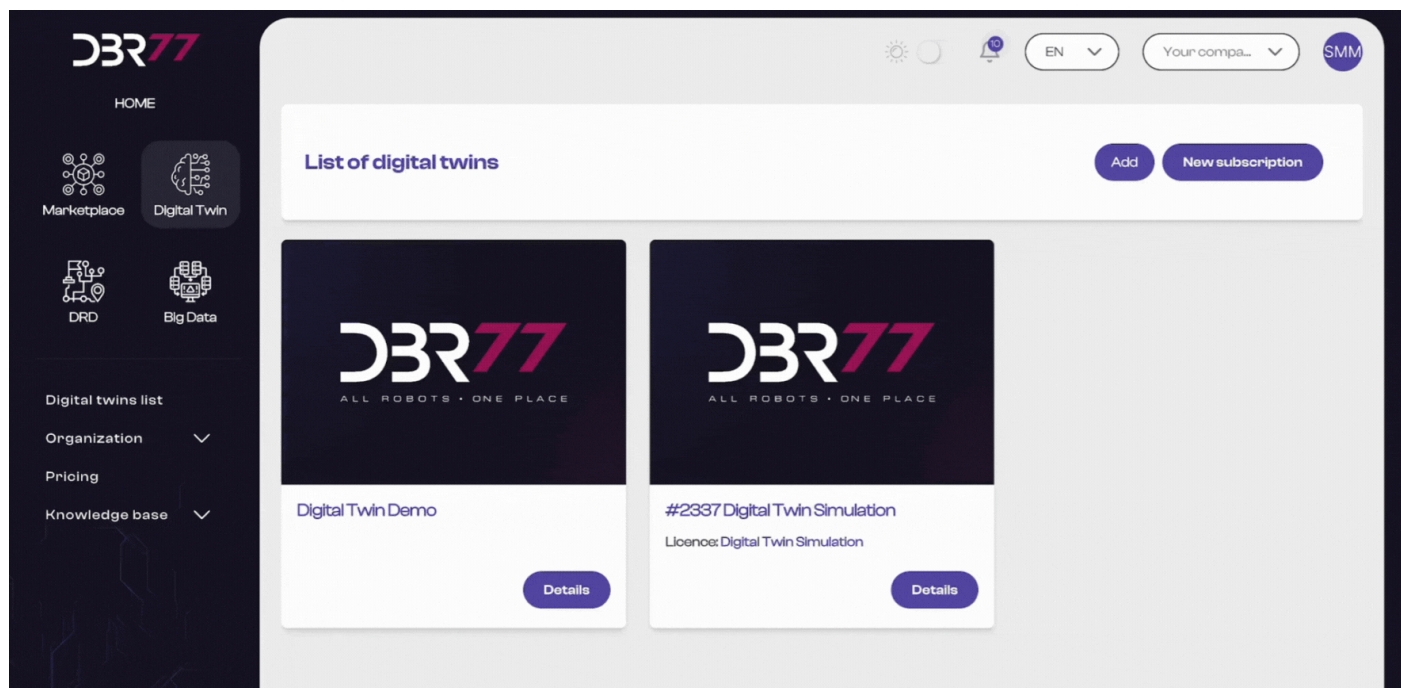 DBR77
HOME
Marketplace
Digital Twin
DRD
Big Data
Digital twins list
Organization
Pricing
Knowledge base
10
EN
Your compa...
SMM
List of digital twins
Add
New subscription
DBR77
ALL ROBOTS • ONE PLACE
Digital Twin Demo
Details
DBR77
ALL ROBOTS • ONE PLACE
#2337 Digital Twin Simulation
Licence: Digital Twin Simulation
Details